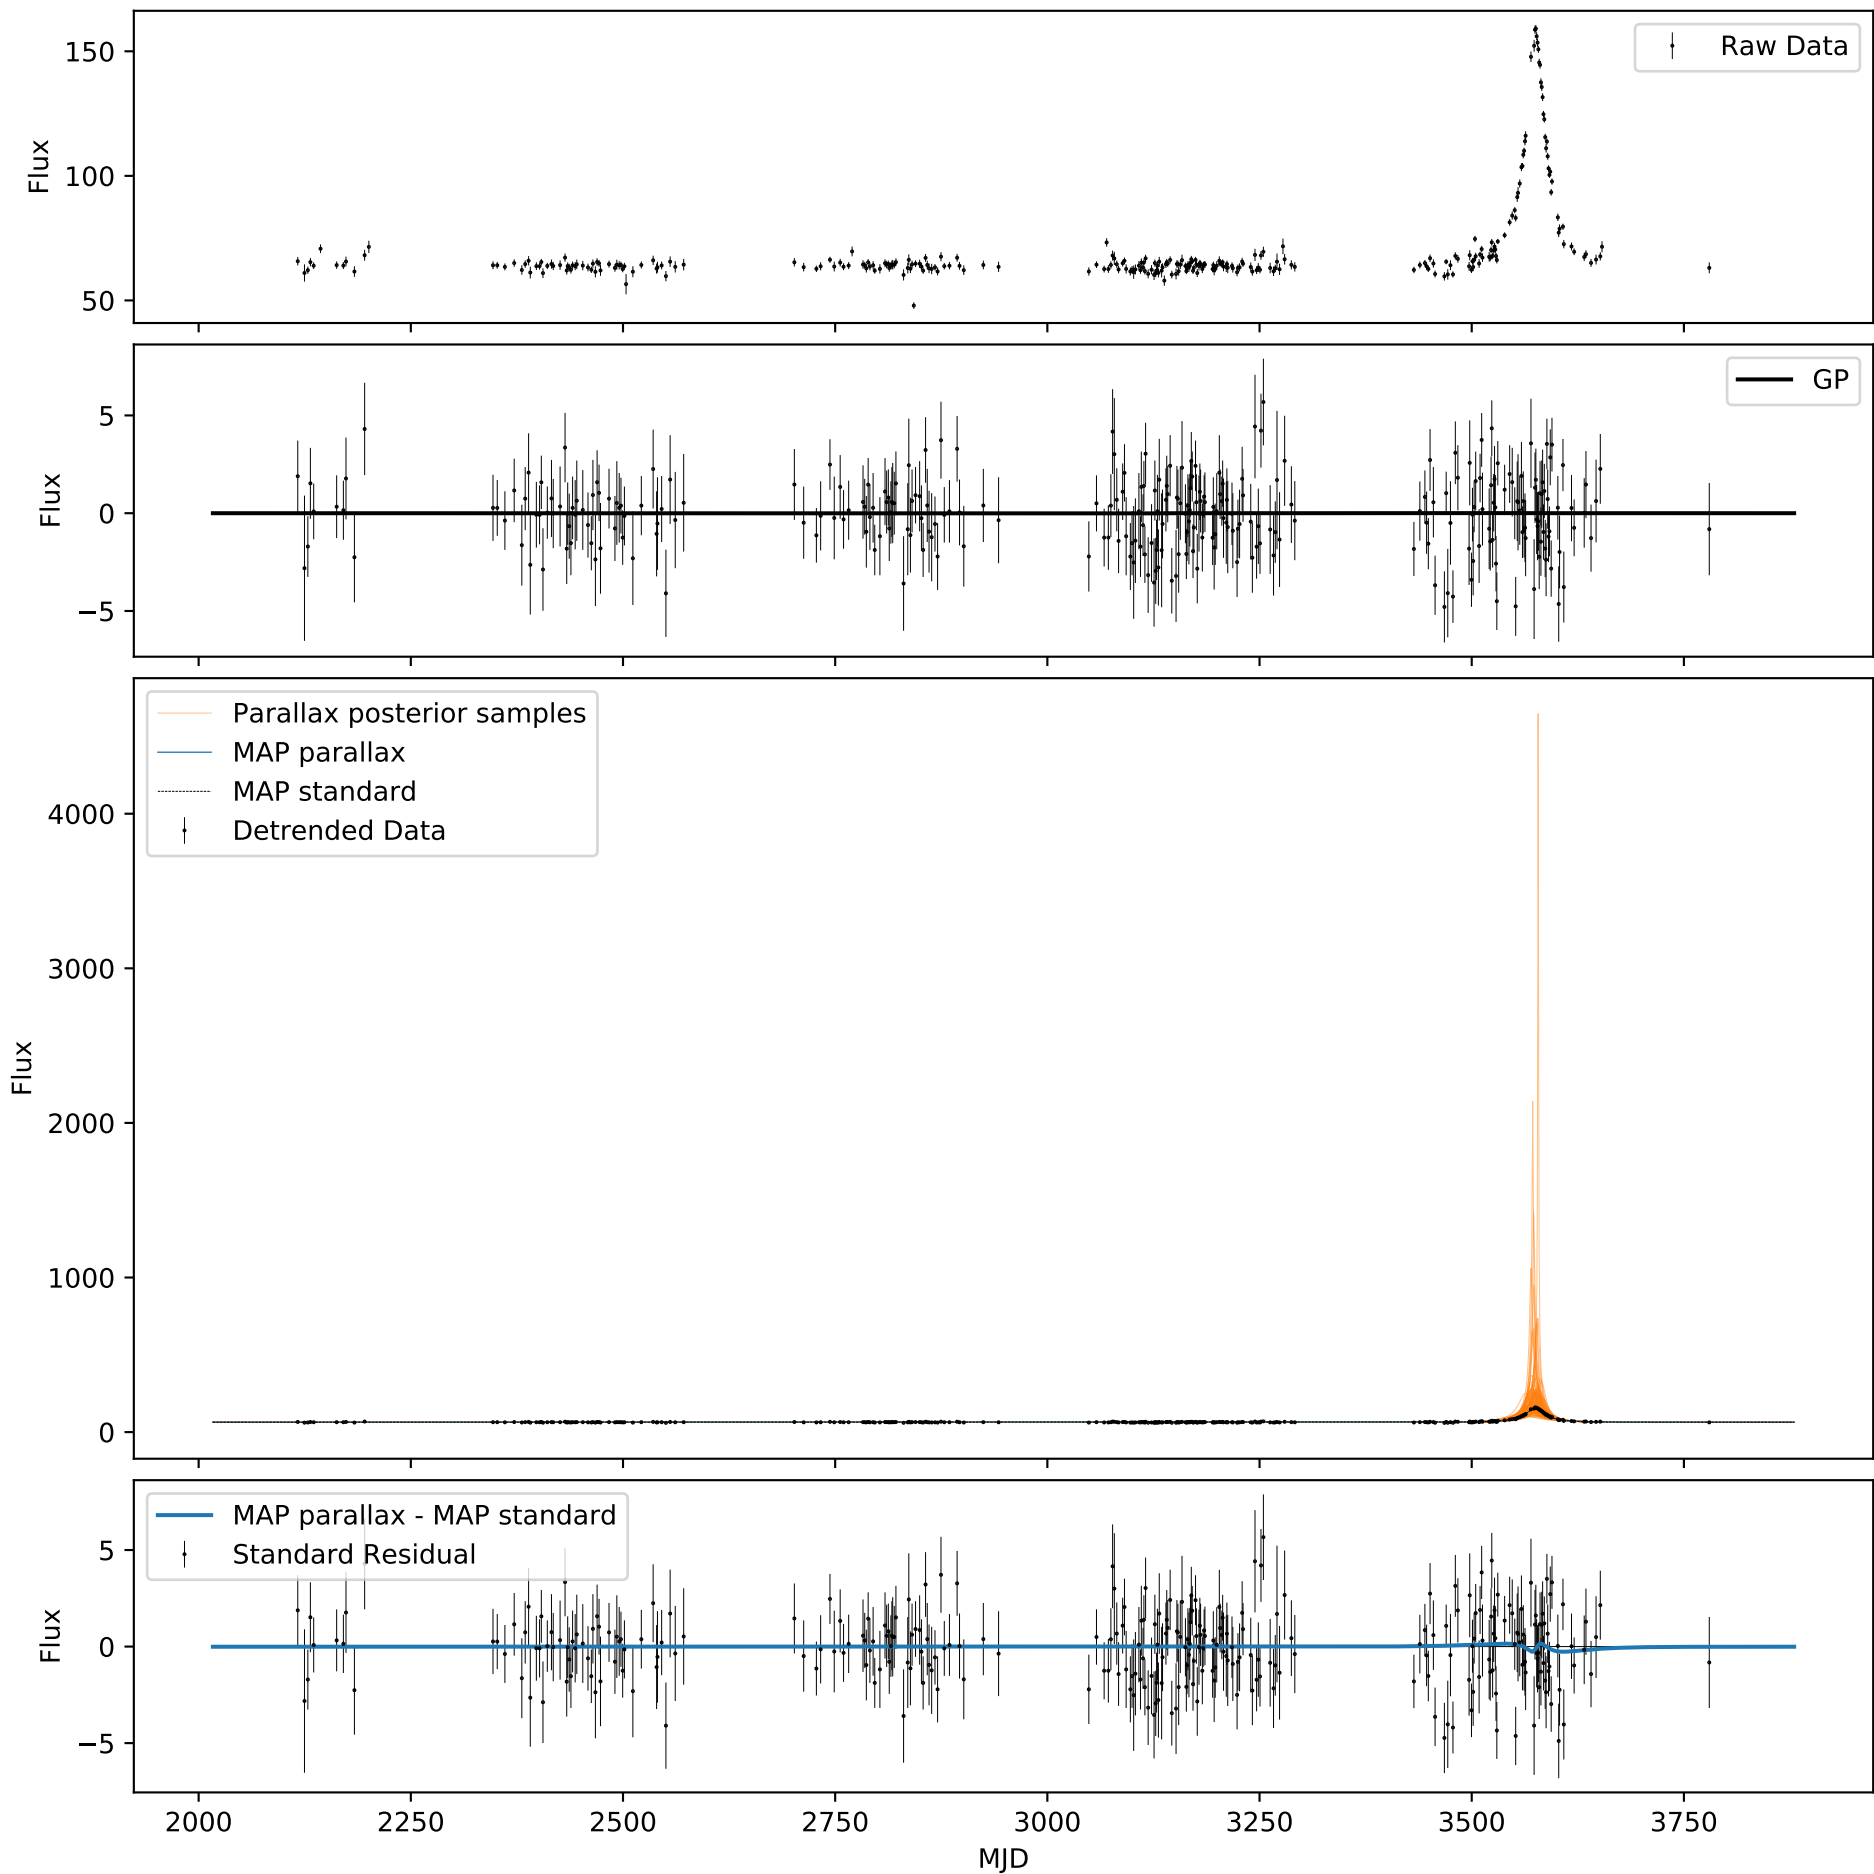 150
100
50
Flux
Raw Data
5
0
−5
Flux
GP
4000
3000
2000
1000
0
Flux
Parallax posterior samples
MAP parallax
MAP standard
Detrended Data
5
0
−5
Flux
MAP parallax - MAP standard
Standard Residual
2000 2250 2500 2750 3000 3250 3500 3750
MJD